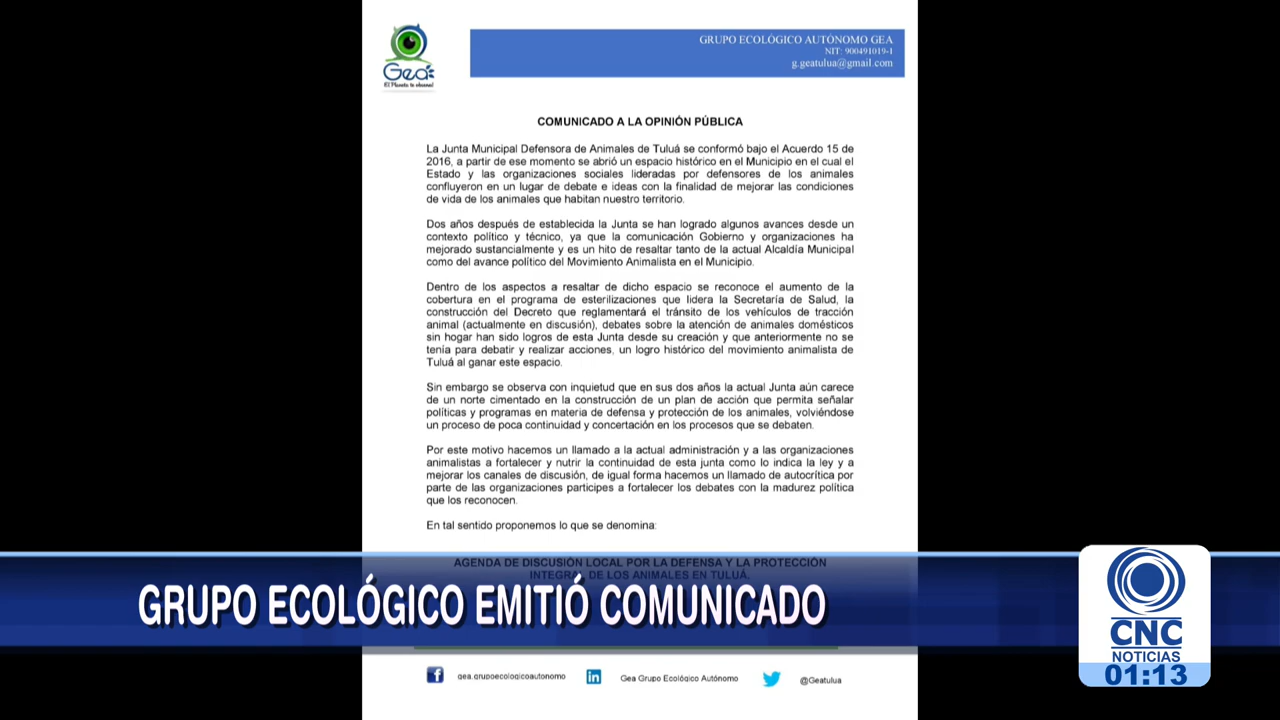 Gea
El Planeta te observa!
GRUPO ECOLÓGICO AUTÓNOMO GEA
NIT: 900491019-1
g.geatulua@gmail.com
COMUNICADO A LA OPINIÓN PÚBLICA
La Junta Municipal Defensora de Animales de Tuluá se conformó bajo el Acuerdo 15 de
2016, a partir de ese momento se abrió un espacio histórico en el Municipio en el cual el
Estado y las organizaciones sociales lideradas por defensores de los animales
confluyeron en un lugar de debate e ideas con la finalidad de mejorar las condiciones
de vida de los animales que habitan nuestro territorio.
Dos años después de establecida la Junta se han logrado algunos avances desde un
contexto político y técnico, ya que la comunicación Gobierno y organizaciones ha
mejorado sustancialmente y es un hito de resaltar tanto de la actual Alcaldía Municipal
como del avance político del Movimiento Animalista en el Municipio.
Dentro de los aspectos a resaltar de dicho espacio se reconoce el aumento de la
cobertura en el programa de esterilizaciones que lidera la Secretaría de Salud, la
construcción del Decreto que reglamentará el tránsito de los vehículos de tracción
animal (actualmente en discusión), debates sobre la atención de animales domésticos
sin hogar han sido logros de esta Junta desde su creación y que anteriormente no se
tenía para debatir y realizar acciones, un logro histórico del movimiento animalista de
Tuluá al ganar este espacio.
Sin embargo se observa con inquietud que en sus dos años la actual Junta aún carece
de un norte cimentado en la construcción de un plan de acción que permita señalar
políticas y programas en materia de defensa y protección de los animales, volviéndose
un proceso de poca continuidad y concertación en los procesos que se debaten.
Por este motivo hacemos un llamado a la actual administración y a las organizaciones
animalistas a fortalecer y nutrir la continuidad de esta junta como lo indica la ley y a
mejorar los canales de discusión, de igual forma hacemos un llamado de autocrítica por
parte de las organizaciones participes a fortalecer los debates con la madurez política
que los reconocen.
En tal sentido proponemos lo que se denomina:
AGENDA DE DISCUSIÓN LOCAL POR LA DEFENSA Y LA PROTECCIÓN
INTEGRAL DE LOS ANIMALES EN TULUÁ.
GRUPO ECOLÓGICO EMITIÓ COMUNICADO
CNC
NOTICIAS
01:13
gea.grupoecologicoautonomo
Gea Grupo Ecológico Autónomo
@Geatulua